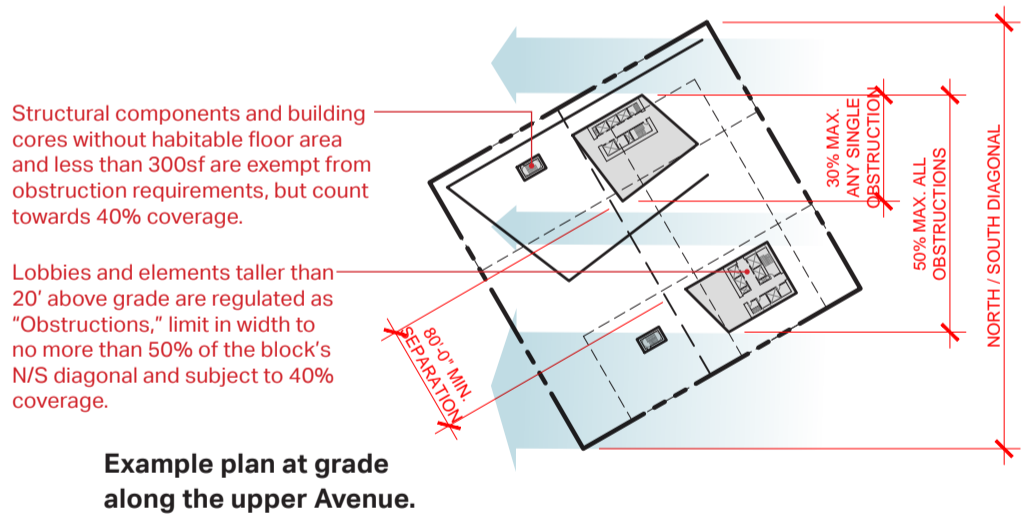 Structural components and building
cores without habitable floor area
and less than 300sf are exempt from
obstruction requirements, but count
towards 40% coverage.
Lobbies and elements taller than
20’ above grade are regulated as
“Obstructions,” limit in width to
no more than 50% of the block’s
N/S diagonal and subject to 40%
coverage.
80'-0" MIN.
SEPARATION
30% MAX.
ANY SINGLE
OBSTRUCTION
50% MAX. ALL
OBSTRUCTIONS
NORTH / SOUTH DIAGONAL
Example plan at grade
along the upper Avenue.